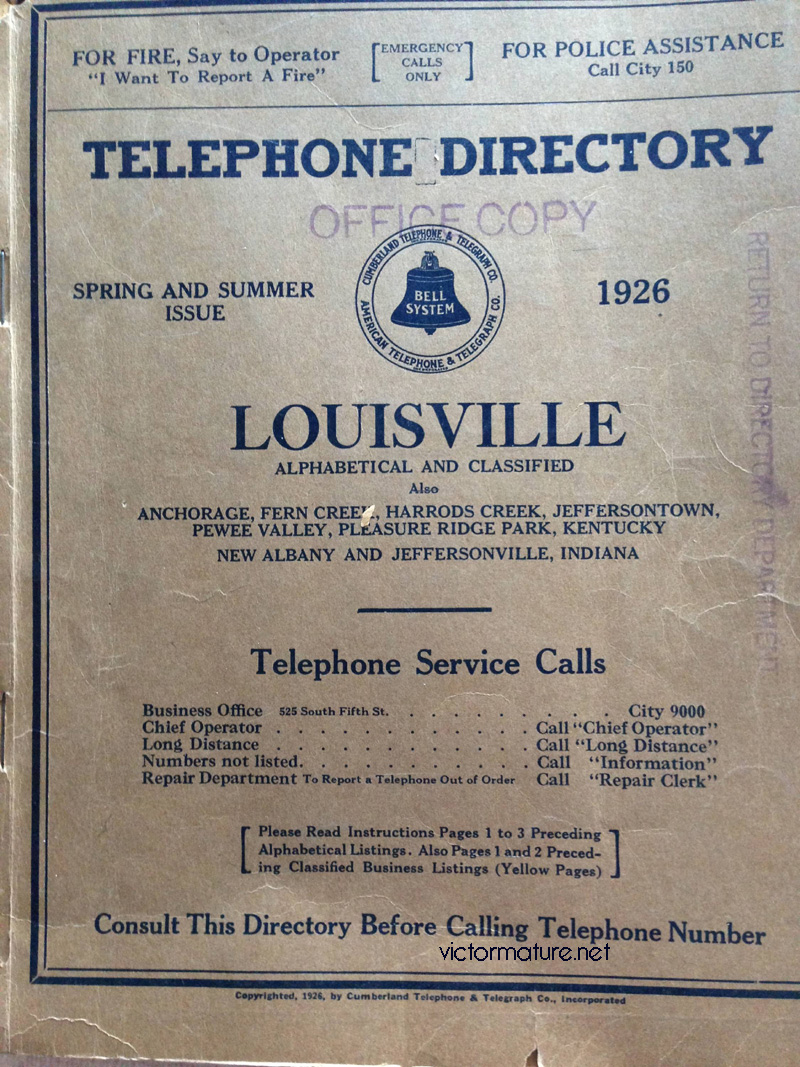 FOR FIRE, Say to Operator
"I Want To Report A Fire"
[EMERGENCY
CALLS
ONLY]
FOR POLICE ASSISTANCE
Call City 150
TELEPHONE DIRECTORY
OFFICE COPY
SPRING AND SUMMER
ISSUE
CUMBERLAND TELEPHONE & TELEGRAPH CO.
INCORPORATED
BELL
SYSTEM
AMERICAN TELEPHONE & TELEGRAPH CO.
1926
RETURN TO DIRECTORY DEPARTMENT
LOUISVILLE
ALPHABETICAL AND CLASSIFIED
Also
ANCHORAGE, FERN CREEK, HARRODS CREEK, JEFFERSONTOWN,
PEWEE VALLEY, PLEASURE RIDGE PARK, KENTUCKY
NEW ALBANY AND JEFFERSONVILLE, INDIANA
Telephone Service Calls
Business Office 525 South Fifth St. . . . . . . . . . City 9000
Chief Operator . . . . . . . . . . . . Call "Chief Operator"
Long Distance . . . . . . . . . . . . Call "Long Distance"
Numbers not listed. . . . . . . . . . . Call "Information"
Repair Department To Report a Telephone Out of Order Call "Repair Clerk"
[Please Read Instructions Pages 1 to 3 Preceding
Alphabetical Listings. Also Pages 1 and 2 Preced-
ing Classified Business Listings (Yellow Pages)]
Consult This Directory Before Calling Telephone Number
victormature.net
Copyrighted, 1926, by Cumberland Telephone & Telegraph Co., Incorporated